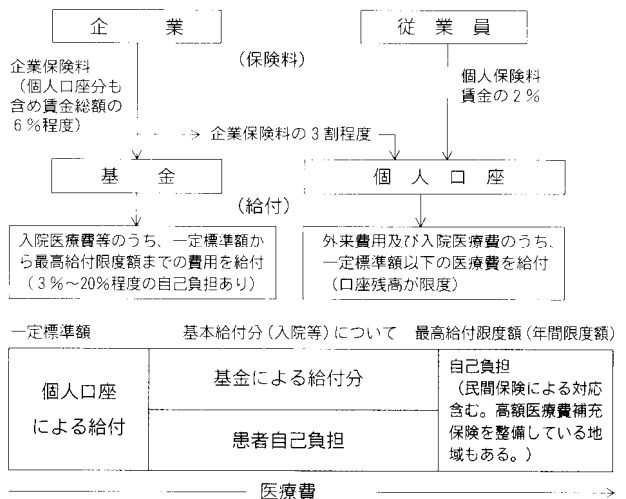 企業
従業員
(保険料)
企業保険料
(個人口座分も
含め賃金総額の
6%程度)
個人保険料
賃金の2%
企業保険料の3割程度
基金
個人口座
(給付)
入院医療費等のうち、一定標準額か
ら最高給付限度額までの費用を給付
(3%~20%程度の自己負担あり)
外来費用及び入院医療費のうち、
一定標準額以下の医療費を給付
(口座残高が限度)
一定標準額
基本給付分(入院等)について
最高給付限度額(年間限度額)
個人口座
による給付
基金による給付分
患者自己負担
自己負担
(民間保険による対応
含む。高額医療費補充
保険を整備している地
域もある。)
医療費